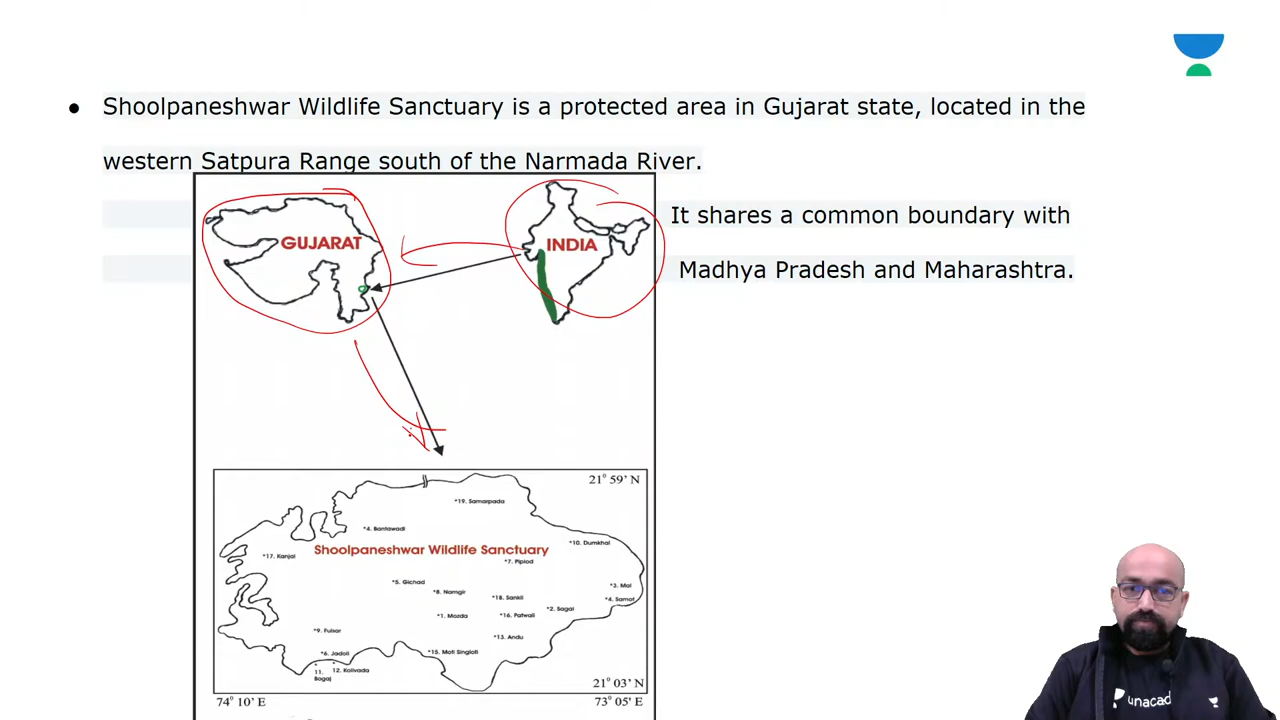 ● Shoolpaneshwar Wildlife Sanctuary is a protected area in Gujarat state, located in the
western Satpura Range south of the Narmada River.
It shares a common boundary with
Madhya Pradesh and Maharashtra.
GUJARAT
INDIA
21° 59' N
*19. Samarpada
*4. Bantawadi
*10. Dumkhal
Shoolpaneshwar Wildlife Sanctuary
*17. Kanjal
*7. Piplod
*5. Gichad
*3. Mal
*8. Namgir
*18. Sankli
*4. Samot
*2. Sagai
*1. Mozda
*16. Patwali
*9. Fulsar
*13. Andu
*6. Jadoli
*15. Moti Singloti
*11. Bogaj
*12. Kolivada
21° 03' N
74° 10' E
73° 05' E
unacad